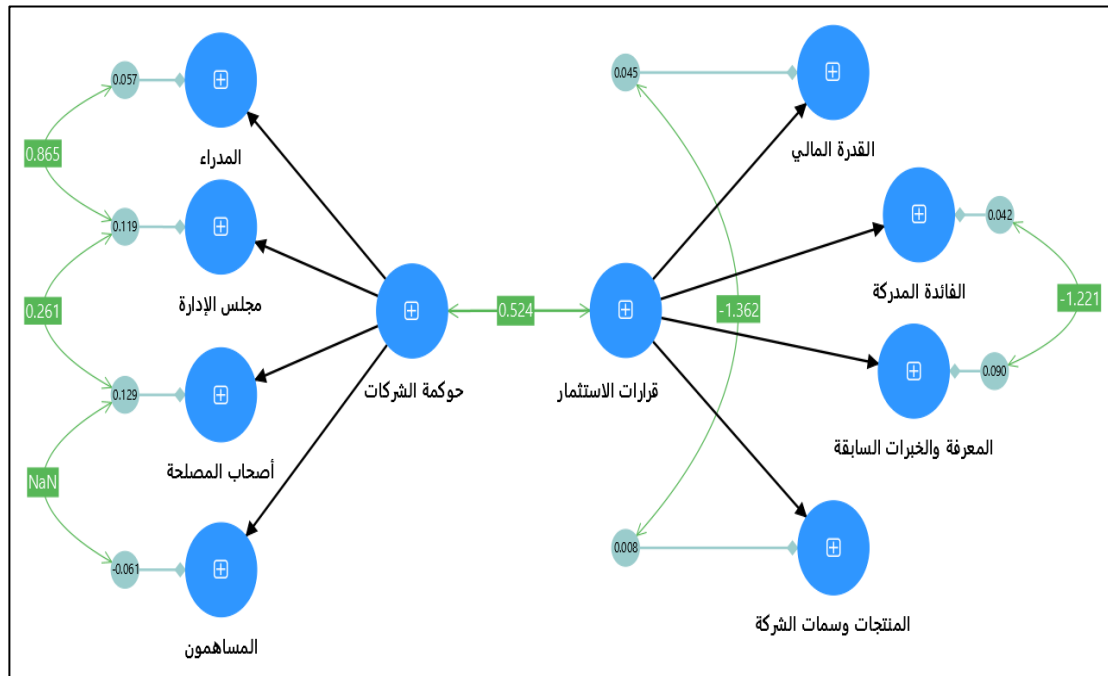 0.057
المدراء
0.865
0.119
مجلس الإدارة
0.261
0.129
أصحاب المصلحة
NaN
-0.061
المساهمون
حوكمة الشركات
0.524
قرارات الاستثمار
0.045
القدرة المالي
-1.362
0.042
الفائدة المدركة
-1.221
0.090
المعرفة والخبرات السابقة
0.008
المنتجات وسمات الشركة